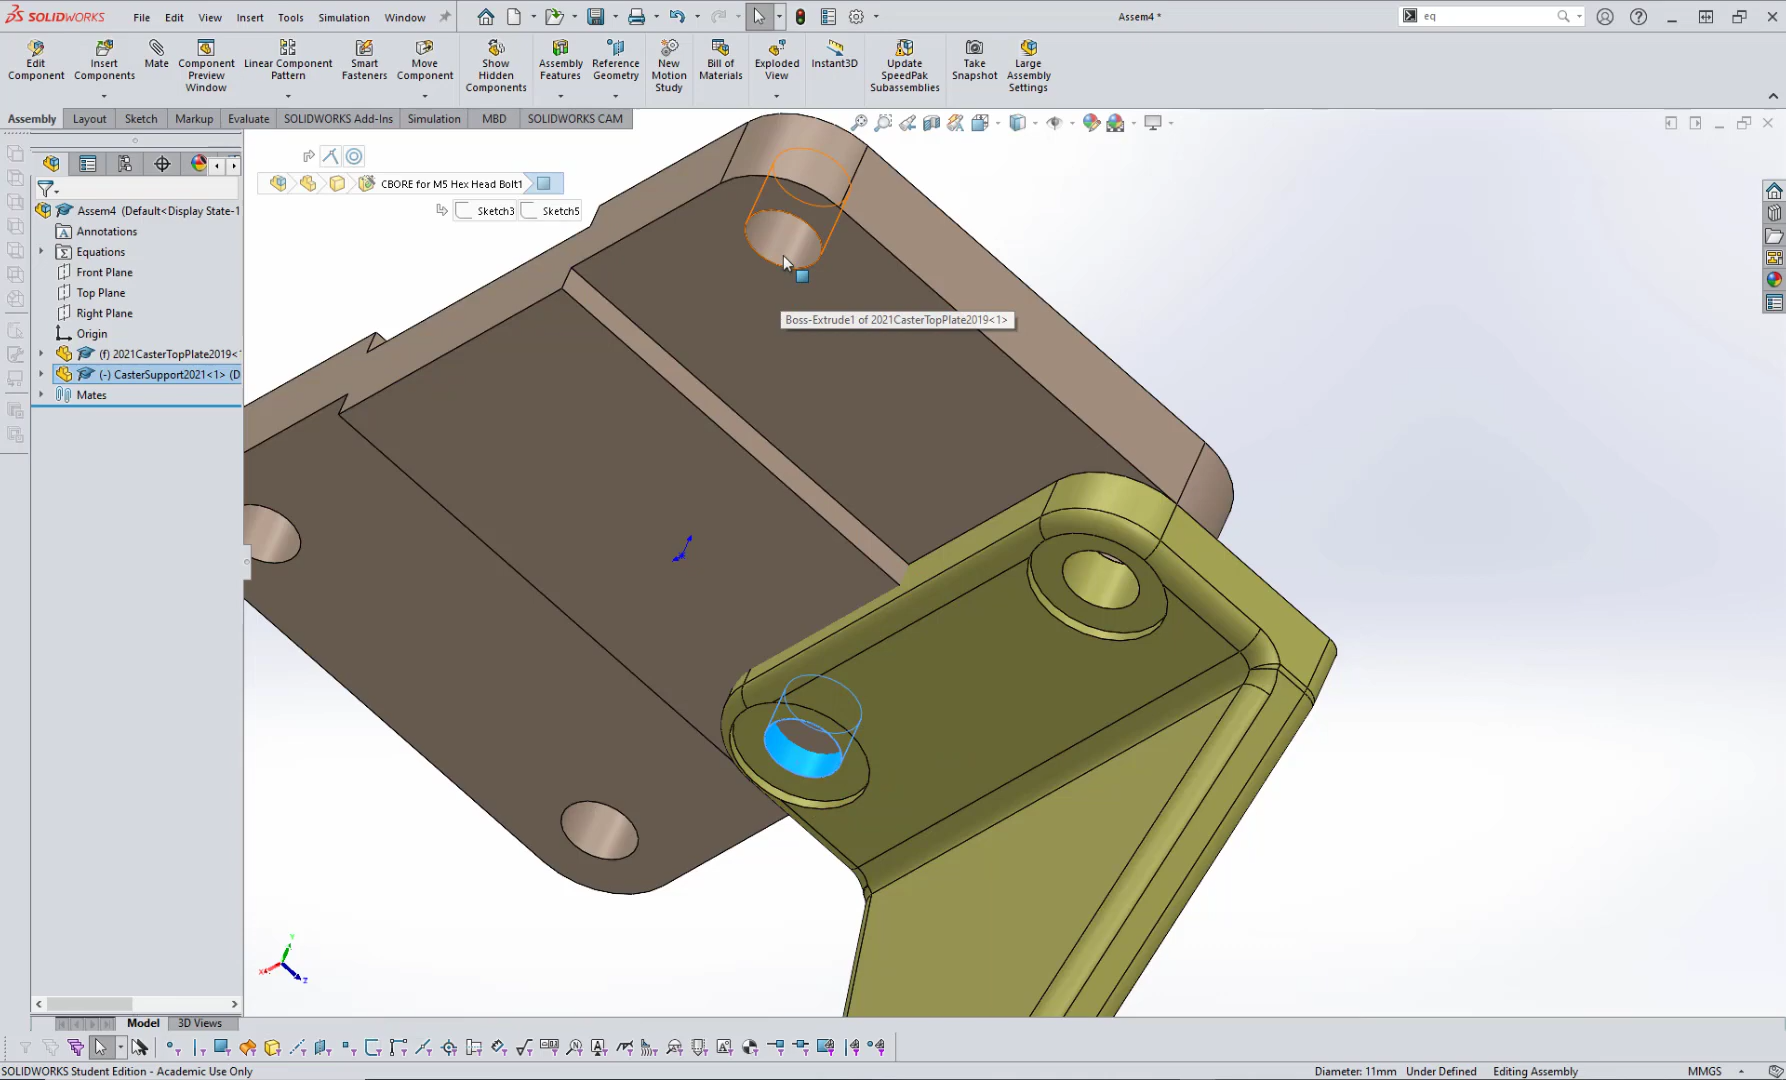 SOLIDWORKS File Edit View Insert Tools Simulation Window Assem4 * eq
Edit Component
Insert Components
Mate
Component Preview Window
Linear Component Pattern
Smart Fasteners
Move Component
Show Hidden Components
Assembly Features
Reference Geometry
New Motion Study
Bill of Materials
Exploded View
Instant3D
Update SpeedPak Subassemblies
Take Snapshot
Large Assembly Settings
Assembly Layout Sketch Markup Evaluate SOLIDWORKS Add-Ins Simulation MBD SOLIDWORKS CAM
CBORE for M5 Hex Head Bolt1
Sketch3 Sketch5
Assem4 (Default<Display State-1
Annotations
Equations
Front Plane
Top Plane
Right Plane
Origin
(f) 2021CasterTopPlate2019<
(-) CasterSupport2021<1> (D
Mates
Boss-Extrude1 of 2021CasterTopPlate2019<1>
Y
X
Z
Model 3D Views
SOLIDWORKS Student Edition - Academic Use Only Diameter: 11mm Under Defined Editing Assembly MMGS